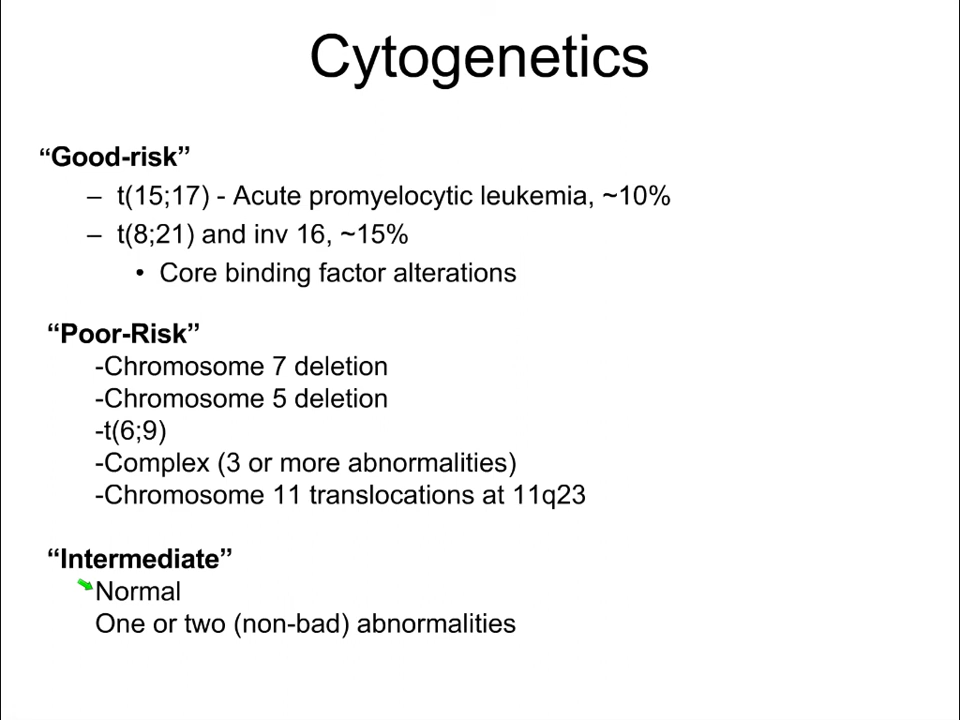 Cytogenetics
“Good-risk”
– t(15;17) - Acute promyelocytic leukemia, ~10%
– t(8;21) and inv 16, ~15%
• Core binding factor alterations
“Poor-Risk”
-Chromosome 7 deletion
-Chromosome 5 deletion
-t(6;9)
-Complex (3 or more abnormalities)
-Chromosome 11 translocations at 11q23
“Intermediate”
Normal
One or two (non-bad) abnormalities